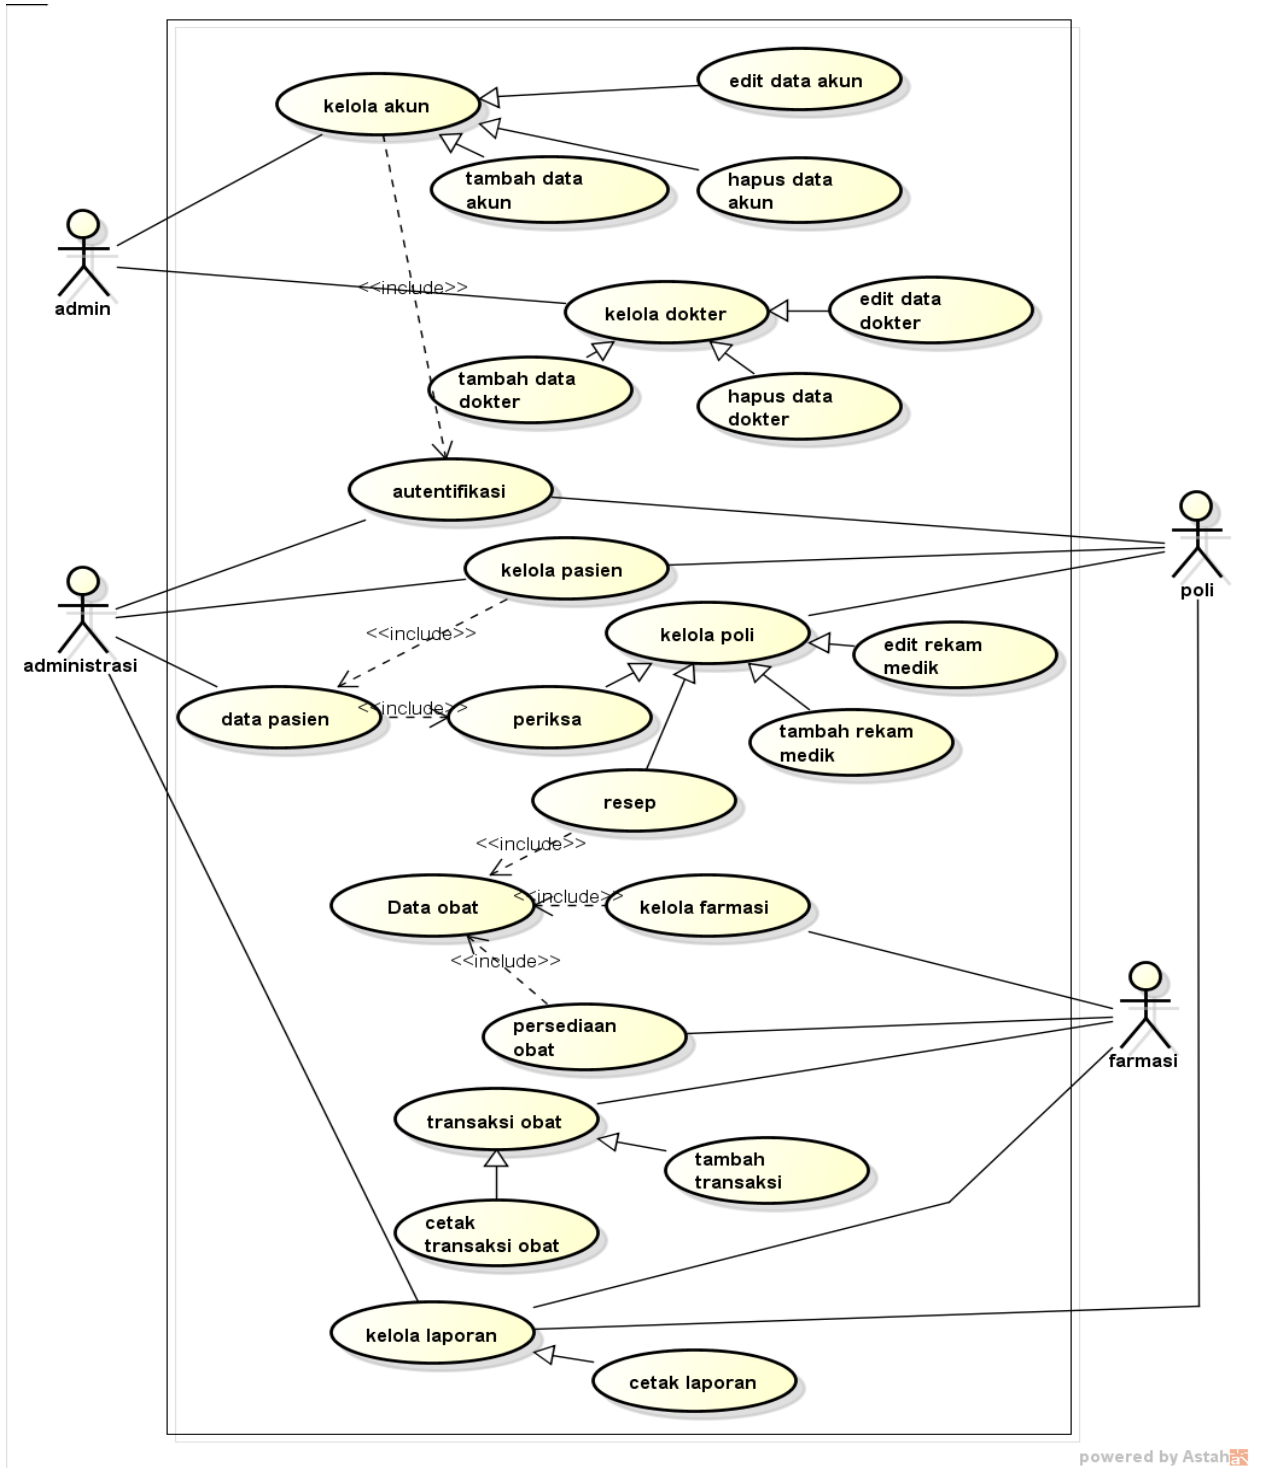 edit data akun
kelola akun
tambah data
akun
hapus data
akun
admin
<<include>>
kelola dokter
edit data
dokter
tambah data
dokter
hapus data
dokter
autentifikasi
kelola pasien
poli
administrasi
<<include>>
kelola poli
edit rekam
medik
data pasien
<<include>>
periksa
tambah rekam
medik
resep
<<include>>
Data obat
<<include>>
kelola farmasi
<<include>>
persediaan
obat
farmasi
transaksi obat
tambah
transaksi
cetak
transaksi obat
kelola laporan
cetak laporan
powered by Astah